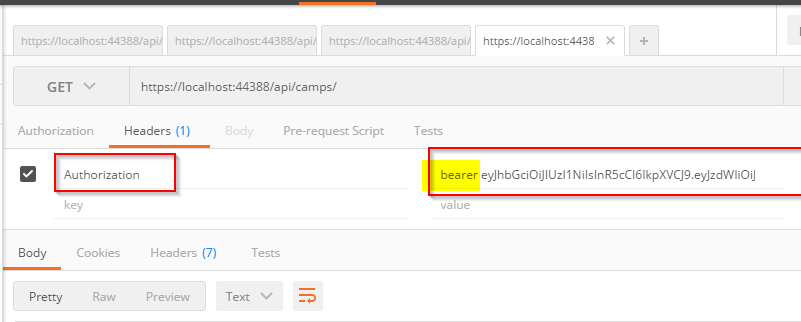 https://localhost:44388/api/ https://localhost:44388/api/ https://localhost:44388/api/ https://localhost:4438
GET https://localhost:44388/api/camps/
Authorization Headers (1) Body Pre-request Script Tests
Authorization bearer eyJhbGciOiJIUzI1NiIsInR5cCI6IkpXVCJ9.eyJzdWIiOiJ
key value
Body Cookies Headers (7) Tests
Pretty Raw Preview Text